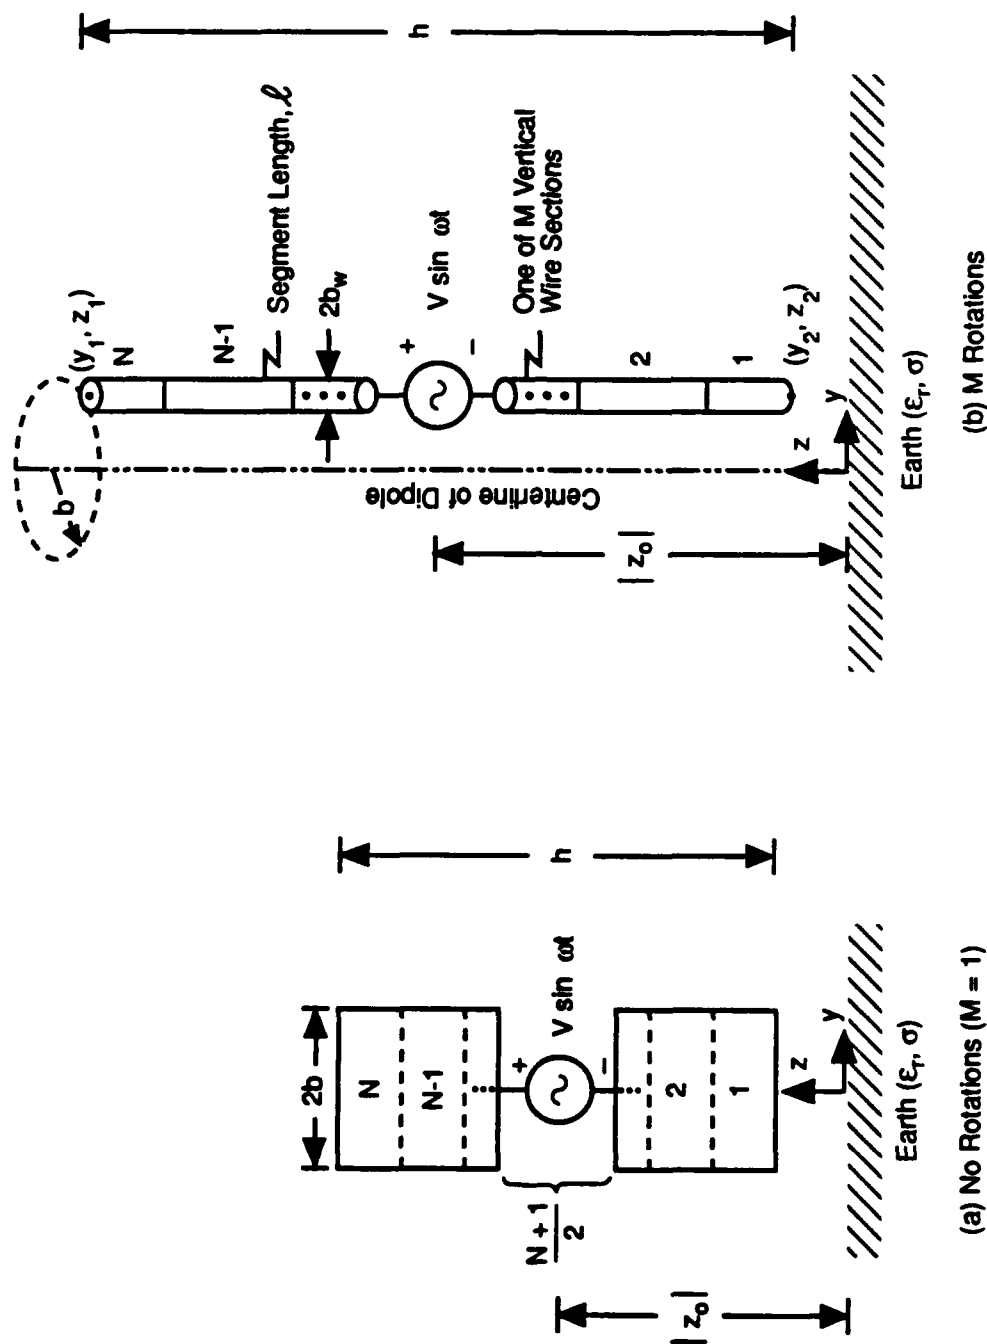 2b
N
N-1
+
V sin ωt
−
N + 1
2
2
1
h
|z₀|
z
y
Earth (εᵣ, σ)
(a) No Rotations (M = 1)
b
(y₁, z₁)
N
N-1
Segment Length, ℓ
2b_w
+
V sin ωt
−
One of M Vertical
Wire Sections
2
1
(y₂, z₂)
h
Centerline of Dipole
|z₀|
z
y
Earth (εᵣ, σ)
(b) M Rotations